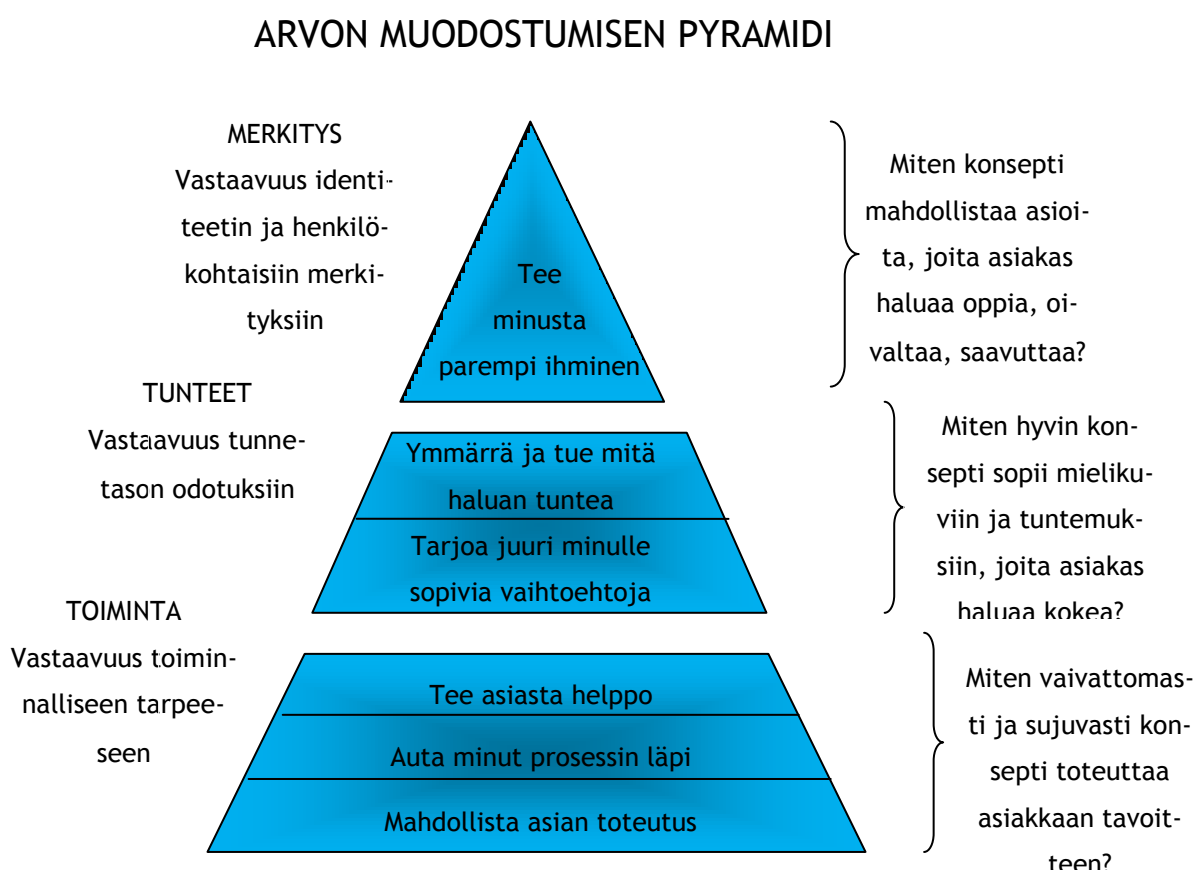 ARVON MUODOSTUMISEN PYRAMIDI
MERKITYS
Vastaavuus identi-
teetin ja henkilö-
kohtaisiin merki-
tyksiin
Tee
minusta
parempi ihminen
Miten konsepti
mahdollistaa asioi-
ta, joita asiakas
haluaa oppia, oi-
valtaa, saavuttaa?
TUNTEET
Vastaavuus tunne-
tason odotuksiin
Ymmärrä ja tue mitä
haluan tuntea
Tarjoa juuri minulle
sopivia vaihtoehtoja
Miten hyvin kon-
septi sopii mieliku-
viin ja tuntemuk-
siin, joita asiakas
haluaa kokea?
TOIMINTA
Vastaavuus toimin-
nalliseen tarpee-
seen
Tee asiasta helppo
Auta minut prosessin läpi
Mahdollista asian toteutus
Miten vaivattomas-
ti ja sujuvasti kon-
septi toteuttaa
asiakkaan tavoit-
teen?